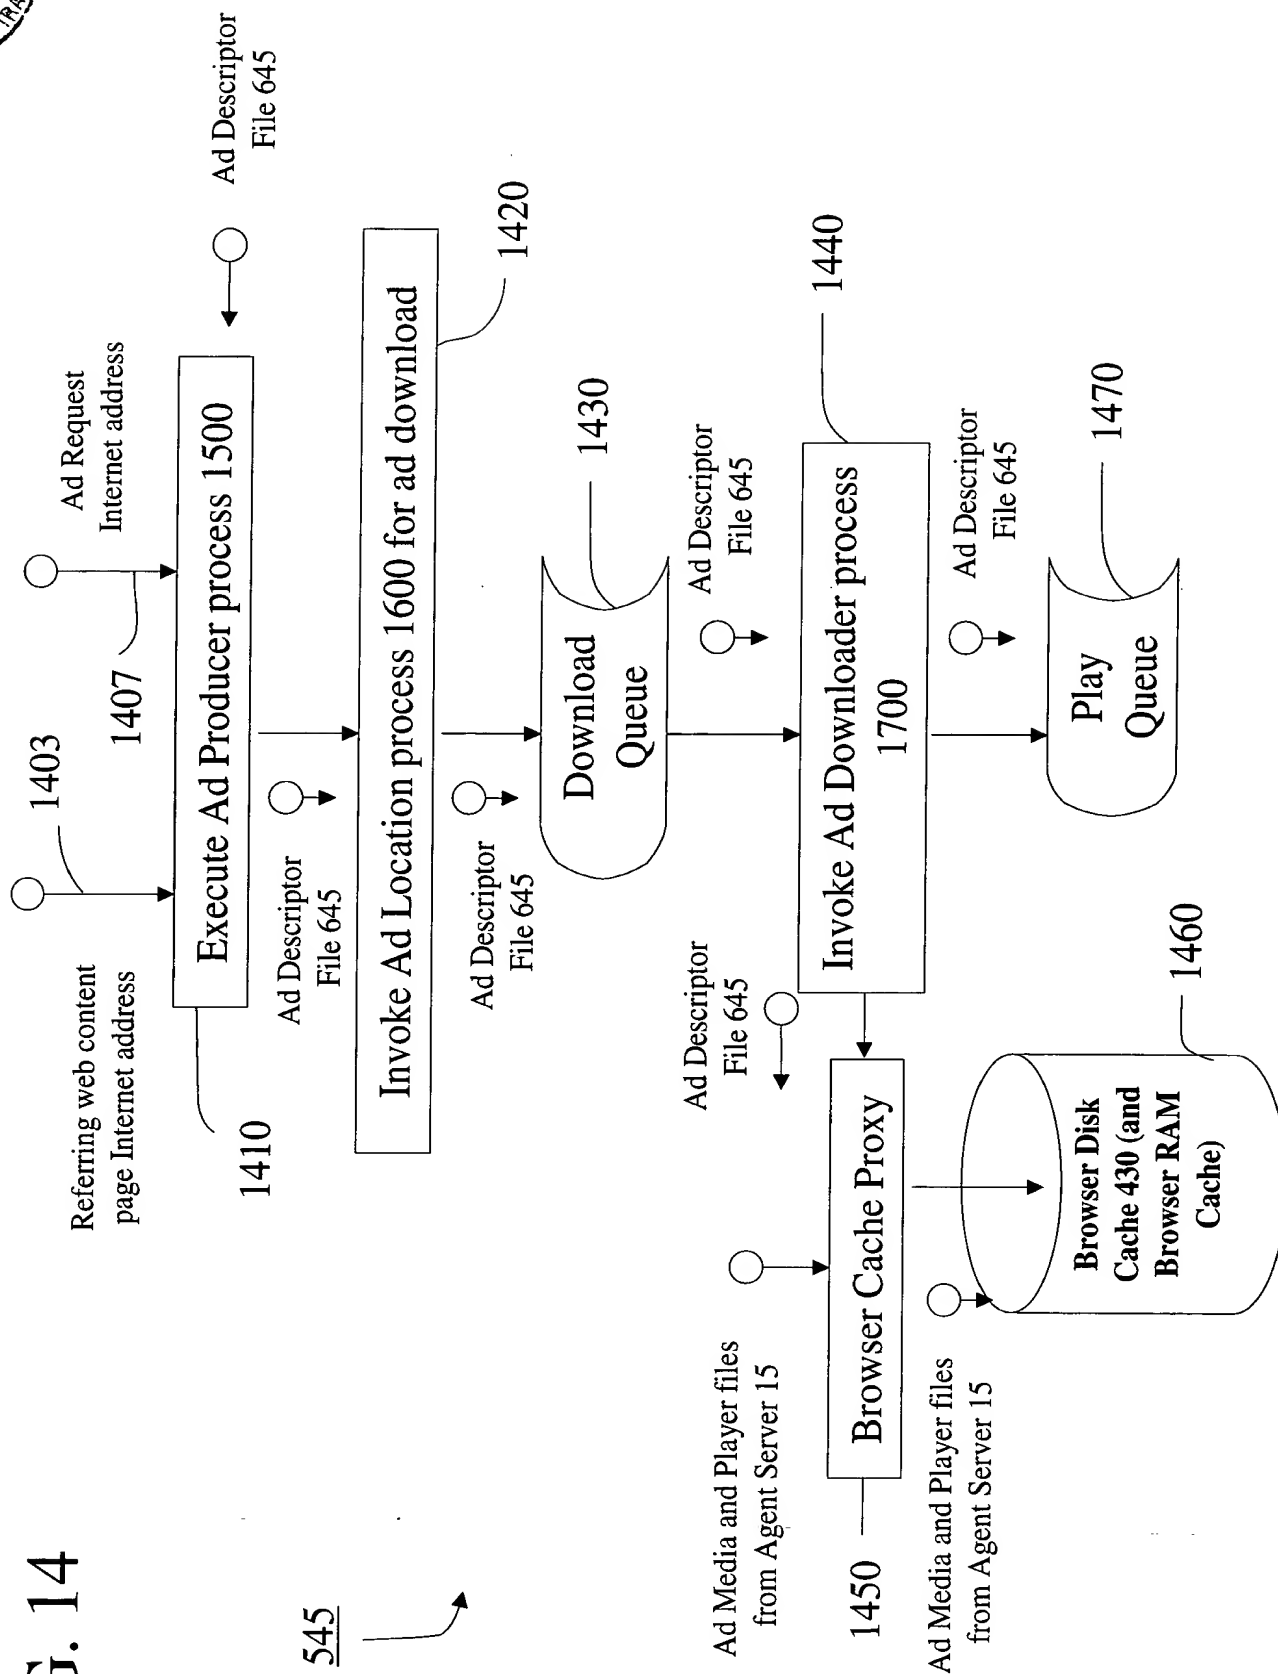 G. 14
545
Referring web content
page Internet address
1403
1407
Ad Request
Internet address
Ad Descriptor
File 645
Execute Ad Producer process 1500
1410
Ad Descriptor
File 645
Invoke Ad Location process 1600 for ad download
1420
Ad Descriptor
File 645
Download
Queue
1430
Ad Descriptor
File 645
Invoke Ad Downloader process
1700
1440
Ad Descriptor
File 645
Ad Descriptor
File 645
Play
Queue
1470
Ad Media and Player files
from Agent Server 15
Browser Cache Proxy
1450
Ad Media and Player files
from Agent Server 15
Browser Disk
Cache 430 (and
Browser RAM
Cache)
1460